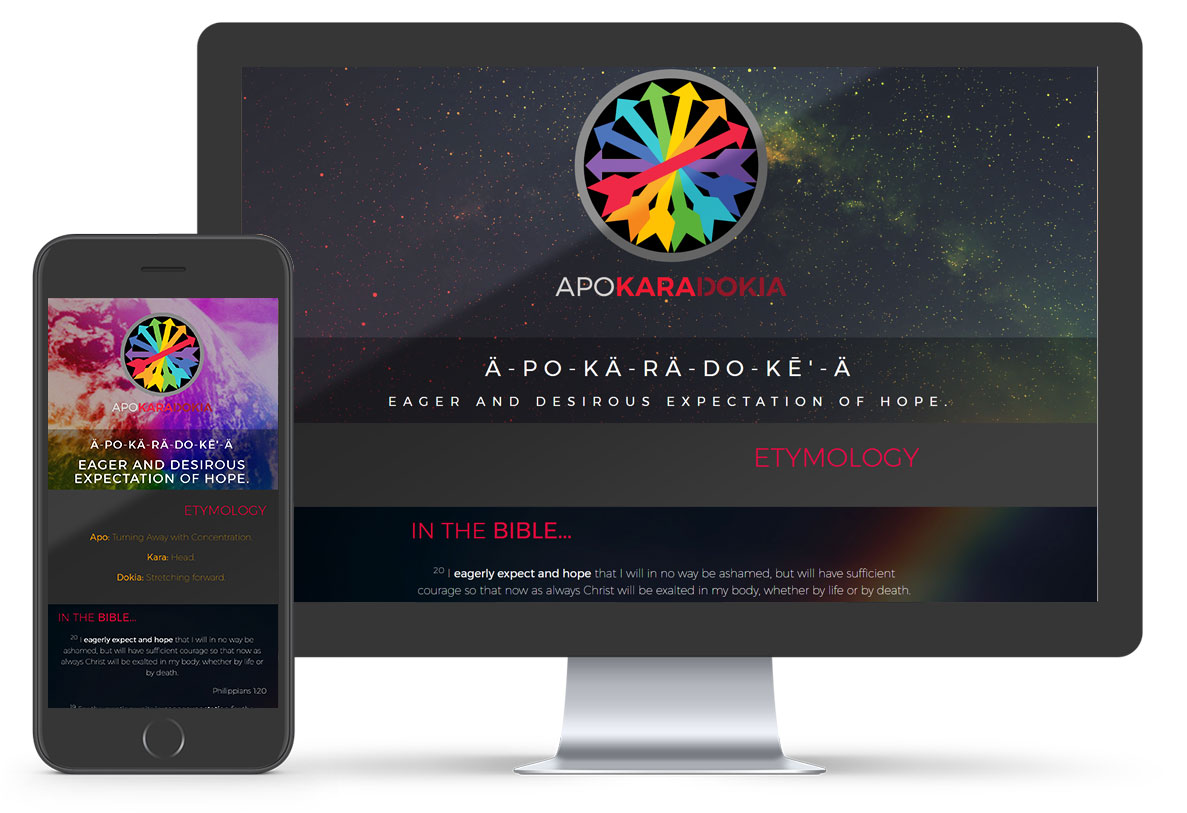 APOKARADOKIA
Ä-PO-KÄ-RÄ-DO-KĒ'-Ä
EAGER AND DESIROUS EXPECTATION OF HOPE.
ETYMOLOGY
IN THE BIBLE...
20 I eagerly expect and hope that I will in no way be ashamed, but will have sufficient
courage so that now as always Christ will be exalted in my body, whether by life or by death.
APOKARADOKIA
Ä-PO-KÄ-RÄ-DO-KĒ'-Ä
EAGER AND DESIROUS
EXPECTATION OF HOPE.
ETYMOLOGY
Apo: Turning Away with Concentration.
Kara: Head.
Dokia: Stretching forward.
IN THE BIBLE...
20 I eagerly expect and hope that I will in no way be
ashamed, but will have sufficient courage so that now as
always Christ will be exalted in my body, whether by life or
by death.
Philippians 1:20